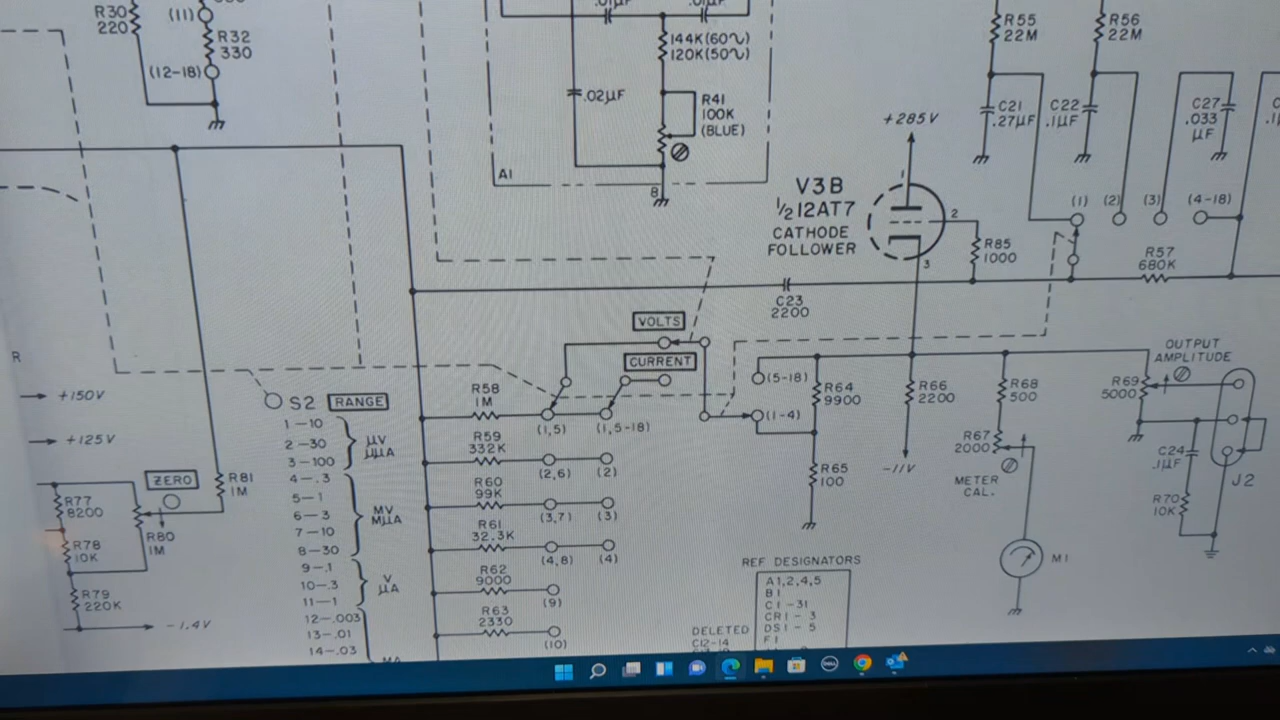 R30
220
(11)
R32
330
(12-18)
.01µF
144K(60∿)
120K(50∿)
.02µF
R41
100K
(BLUE)
A1
8
+285V
V3B
½ 12AT7
CATHODE
FOLLOWER
1
2
3
R85
1000
R55
22M
R56
22M
C21
.27µF
C22
.1µF
C27
.033
µF
(1)
(2)
(3)
(4-18)
R57
680K
C23
2200
VOLTS
CURRENT
R
+150V
+125V
S2 RANGE
1-10
2-30
3-100
µV
µµA
4-.3
5-1
6-3
7-10
8-30
MV
MµA
9-.1
10-.3
11-1
V
µA
12-.003
13-.01
14-.03
MA
ZERO
R77
8200
R78
10K
R79
220K
R80
1M
R81
1M
-1.4V
R58
1M
(1,5)
(1,5-18)
R59
332K
(2,6)
(2)
R60
99K
(3,7)
(3)
R61
32.3K
(4,8)
(4)
R62
9000
(9)
R63
2330
(10)
(5-18)
(1-4)
R64
9900
R65
100
R66
2200
-11V
R68
500
R67
2000
METER
CAL.
M1
OUTPUT
AMPLITUDE
R69
5000
C24
.1µF
R70
10K
J2
REF DESIGNATORS
A1,2,4,5
B1
C1-31
CR1-3
DS1-5
F1
DELETED
C12-14
DELL